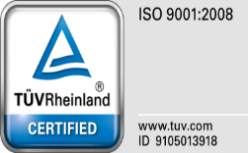 ISO 9001:2008
®
TÜVRheinland
CERTIFIED
www.tuv.com
ID 9105013918